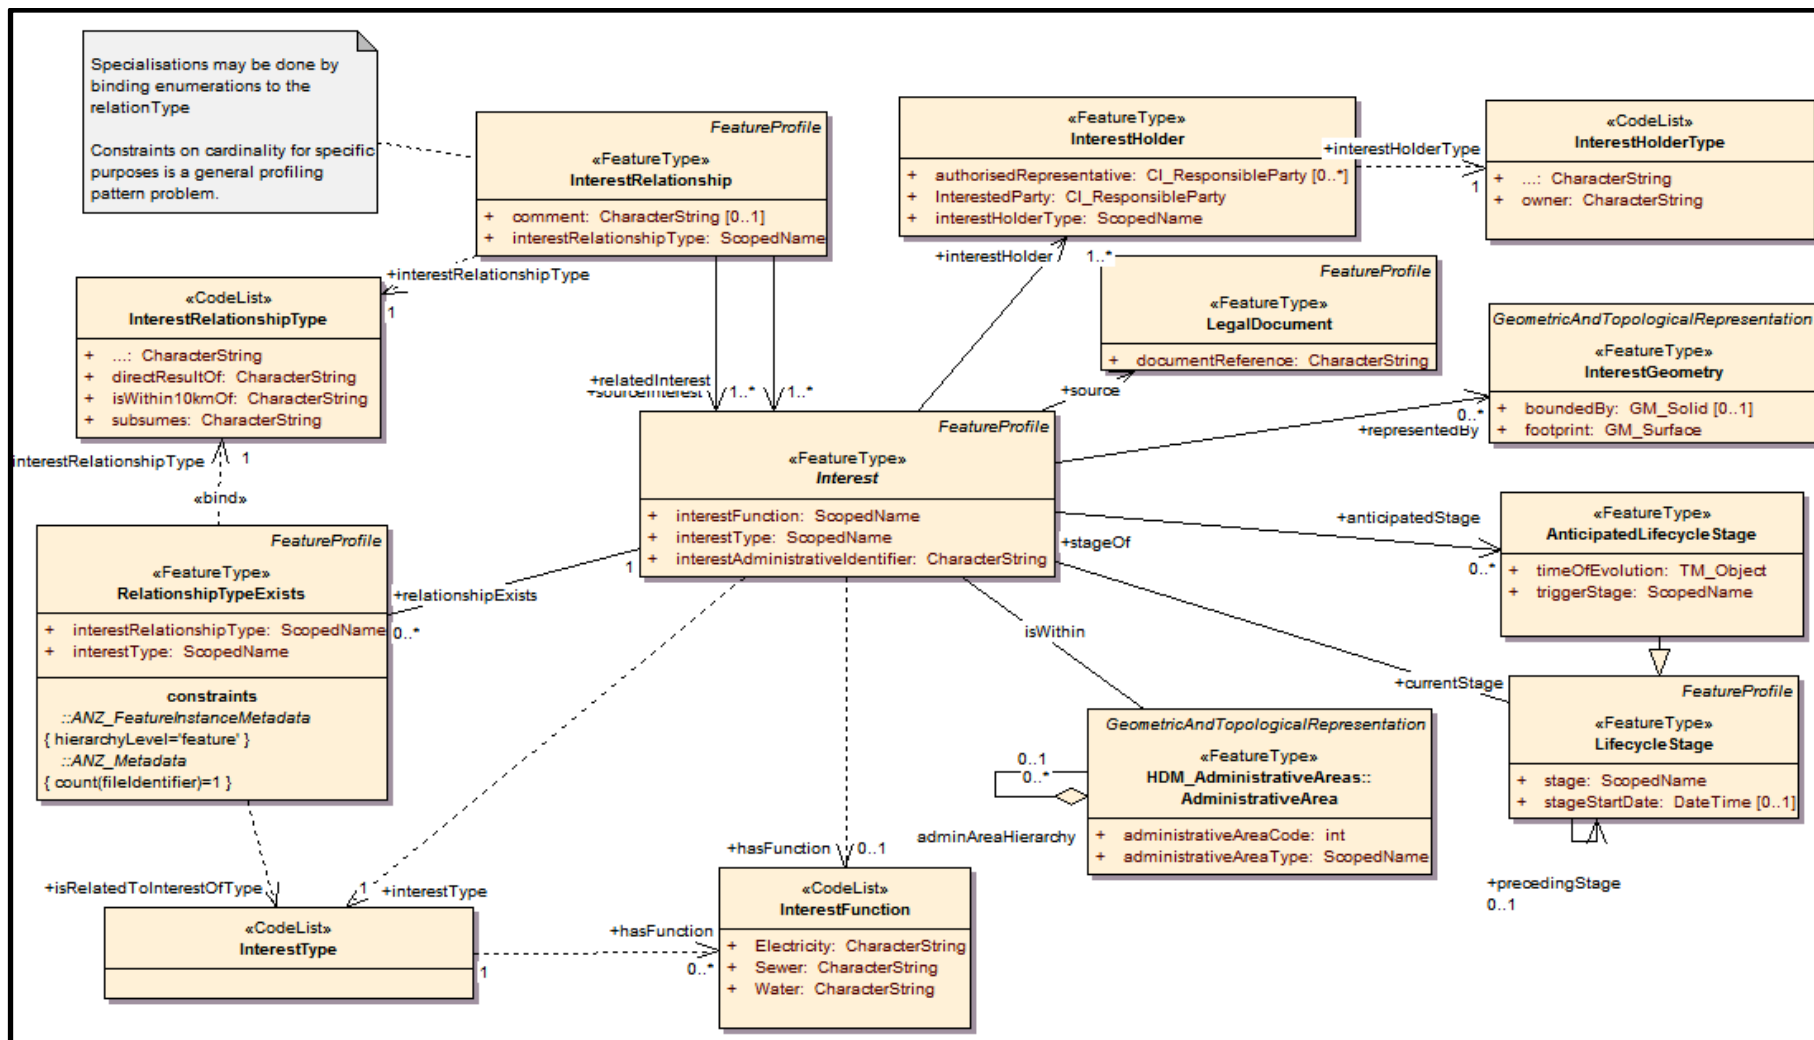 Specialisations may be done by
binding enumerations to the
relationType
Constraints on cardinality for specific
purposes is a general profiling
pattern problem.
FeatureProfile
«FeatureType»
InterestRelationship
+ comment: CharacterString [0..1]
+ interestRelationshipType: ScopedName
«FeatureType»
InterestHolder
+ authorisedRepresentative: CI_ResponsibleParty [0..*]
+ InterestedParty: CI_ResponsibleParty
+ interestHolderType: ScopedName
+interestHolderType
1
«CodeList»
InterestHolderType
+ ...: CharacterString
+ owner: CharacterString
+interestRelationshipType
1
«CodeList»
InterestRelationshipType
+ ...: CharacterString
+ directResultOf: CharacterString
+ isWithin10kmOf: CharacterString
+ subsumes: CharacterString
+interestHolder
1..*
FeatureProfile
«FeatureType»
LegalDocument
+ documentReference: CharacterString
GeometricAndTopologicalRepresentation
«FeatureType»
InterestGeometry
+ boundedBy: GM_Solid [0..1]
+ footprint: GM_Surface
+relatedInterest
+sourceInterest
1..*
1..*
+source
0..*
+representedBy
FeatureProfile
«FeatureType»
Interest
+ interestFunction: ScopedName
+ interestType: ScopedName
+ interestAdministrativeIdentifier: CharacterString
interestRelationshipType
1
«bind»
FeatureProfile
«FeatureType»
RelationshipTypeExists
+ interestRelationshipType: ScopedName
+ interestType: ScopedName
constraints
::ANZ_FeatureInstanceMetadata
{ hierarchyLevel='feature' }
::ANZ_Metadata
{ count(fileIdentifier)=1 }
1
+relationshipExists
0..*
+anticipatedStage
0..*
+stageOf
«FeatureType»
AnticipatedLifecycleStage
+ timeOfEvolution: TM_Object
+ triggerStage: ScopedName
isWithin
+currentStage
FeatureProfile
«FeatureType»
LifecycleStage
+ stage: ScopedName
+ stageStartDate: DateTime [0..1]
+precedingStage
0..1
GeometricAndTopologicalRepresentation
«FeatureType»
HDM_AdministrativeAreas::
AdministrativeArea
+ administrativeAreaCode: int
+ administrativeAreaType: ScopedName
0..1
0..*
adminAreaHierarchy
+hasFunction
0..1
+isRelatedToInterestOfType
1
+interestType
«CodeList»
InterestType
1
+hasFunction
0..*
«CodeList»
InterestFunction
+ Electricity: CharacterString
+ Sewer: CharacterString
+ Water: CharacterString